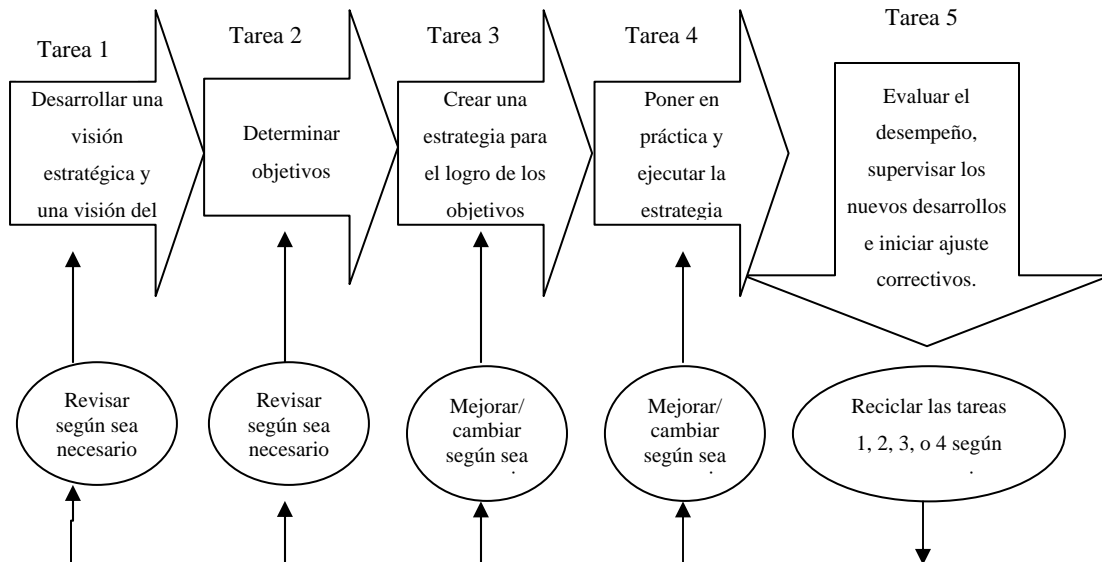 Tarea 1
Desarrollar una
visión
estratégica y
una visión del
Tarea 2
Determinar
objetivos
Tarea 3
Crear una
estrategia para
el logro de los
objetivos
Tarea 4
Poner en
práctica y
ejecutar la
estrategia
Tarea 5
Evaluar el
desempeño,
supervisar los
nuevos desarrollos
e iniciar ajuste
correctivos.
Revisar
según sea
necesario
Revisar
según sea
necesario
Mejorar/
cambiar
según sea
Mejorar/
cambiar
según sea
Reciclar las tareas
1, 2, 3, o 4 según